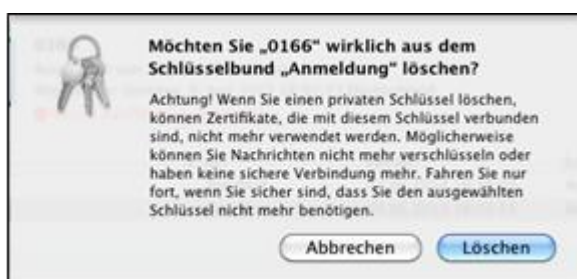 Möchten Sie „0166“ wirklich aus dem
Schlüsselbund „Anmeldung“ löschen?
Achtung! Wenn Sie einen privaten Schlüssel löschen,
können Zertifikate, die mit diesem Schlüssel verbunden
sind, nicht mehr verwendet werden. Möglicherweise
können Sie Nachrichten nicht mehr verschlüsseln oder
haben keine sichere Verbindung mehr. Fahren Sie nur
fort, wenn Sie sicher sind, dass Sie den ausgewählten
Schlüssel nicht mehr benötigen.
Abbrechen
Löschen